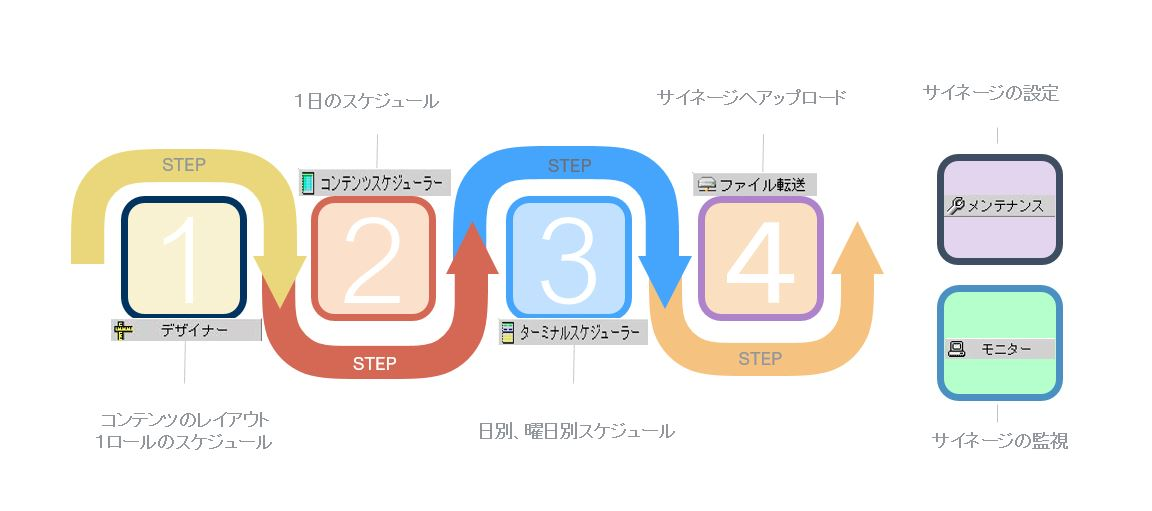 1日のスケジュール
サイネージへアップロード
サイネージの設定
STEP
コンテンツスケジューラー
STEP
ファイル転送
メンテナンス
1
2
3
4
デザイナー
ターミナルスケジューラー
モニター
STEP
STEP
コンテンツのレイアウト
1ロールのスケジュール
日別、曜日別スケジュール
サイネージの監視